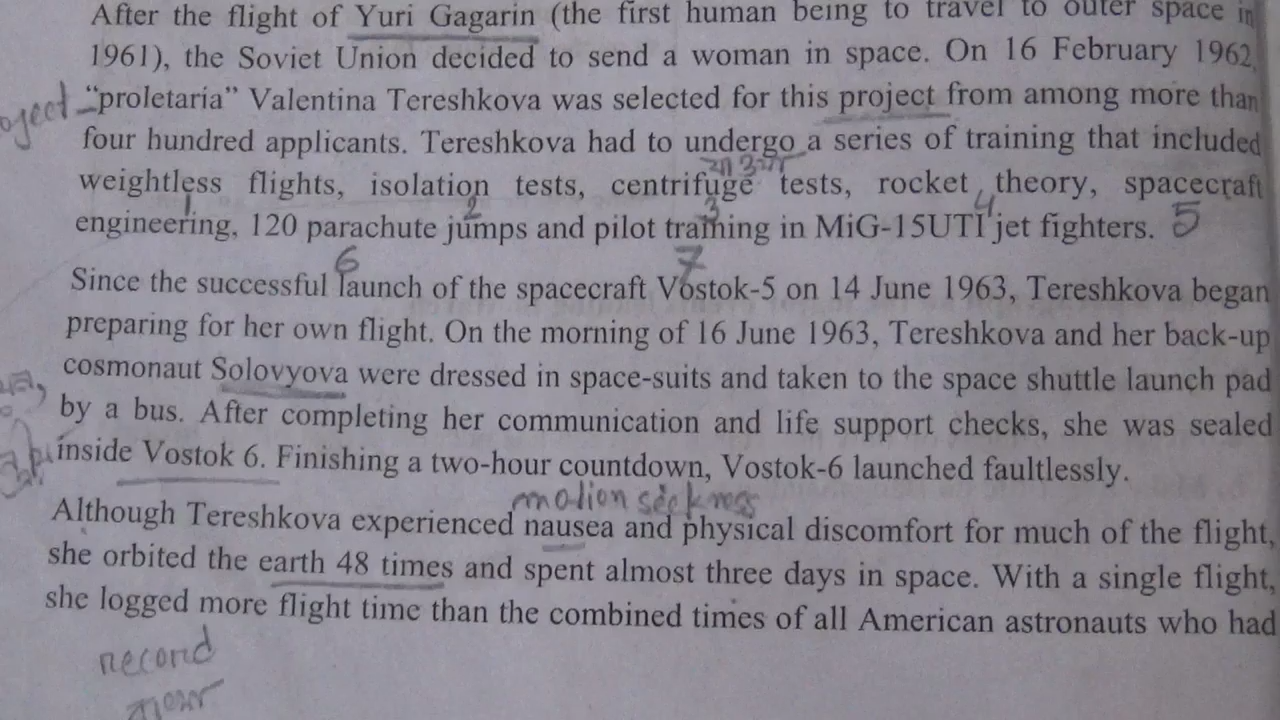 After the flight of Yuri Gagarin (the first human being to travel to outer space in
1961), the Soviet Union decided to send a woman in space. On 16 February 1962,
oject "proletaria" Valentina Tereshkova was selected for this project from among more than
four hundred applicants. Tereshkova had to undergo a series of training that included
weightless flights, isolation tests, centrifuge tests, rocket theory, spacecraft
1 2 3 4
engineering, 120 parachute jumps and pilot training in MiG-15UTI jet fighters. 5
6 7
Since the successful launch of the spacecraft Vostok-5 on 14 June 1963, Tereshkova began
preparing for her own flight. On the morning of 16 June 1963, Tereshkova and her back-up
cosmonaut Solovyova were dressed in space-suits and taken to the space shuttle launch pad
by a bus. After completing her communication and life support checks, she was sealed
inside Vostok 6. Finishing a two-hour countdown, Vostok-6 launched faultlessly.
motion sickness
Although Tereshkova experienced nausea and physical discomfort for much of the flight,
she orbited the earth 48 times and spent almost three days in space. With a single flight,
she logged more flight time than the combined times of all American astronauts who had
record